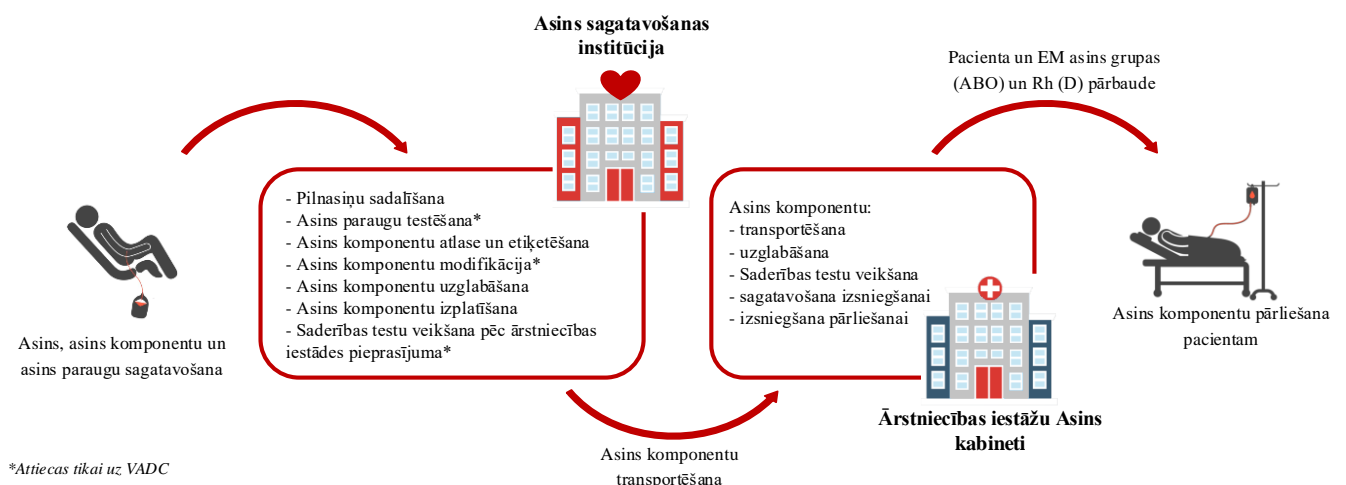 Asins sagatavošanas
institūcija
Pacienta un EM asins grupas
(ABO) un Rh (D) pārbaude
- Pilnasiņu sadalīšana
- Asins paraugu testēšana*
- Asins komponentu atlase un etiķetēšana
- Asins komponentu modifikācija*
- Asins komponentu uzglabāšana
- Asins komponentu izplatīšana
- Saderības testu veikšana pēc ārstniecības
iestādes pieprasījuma*
Asins komponentu:
- transportēšana
- uzglabāšana
- Saderības testu veikšana
- sagatavošana izsniegšanai
- izsniegšana pārliešanai
Asins, asins komponentu un
asins paraugu sagatavošana
Asins komponentu pārliešana
pacientam
Ārstniecības iestāžu Asins
kabineti
Asins komponentu
transportēšana
*Attiecas tikai uz VADC